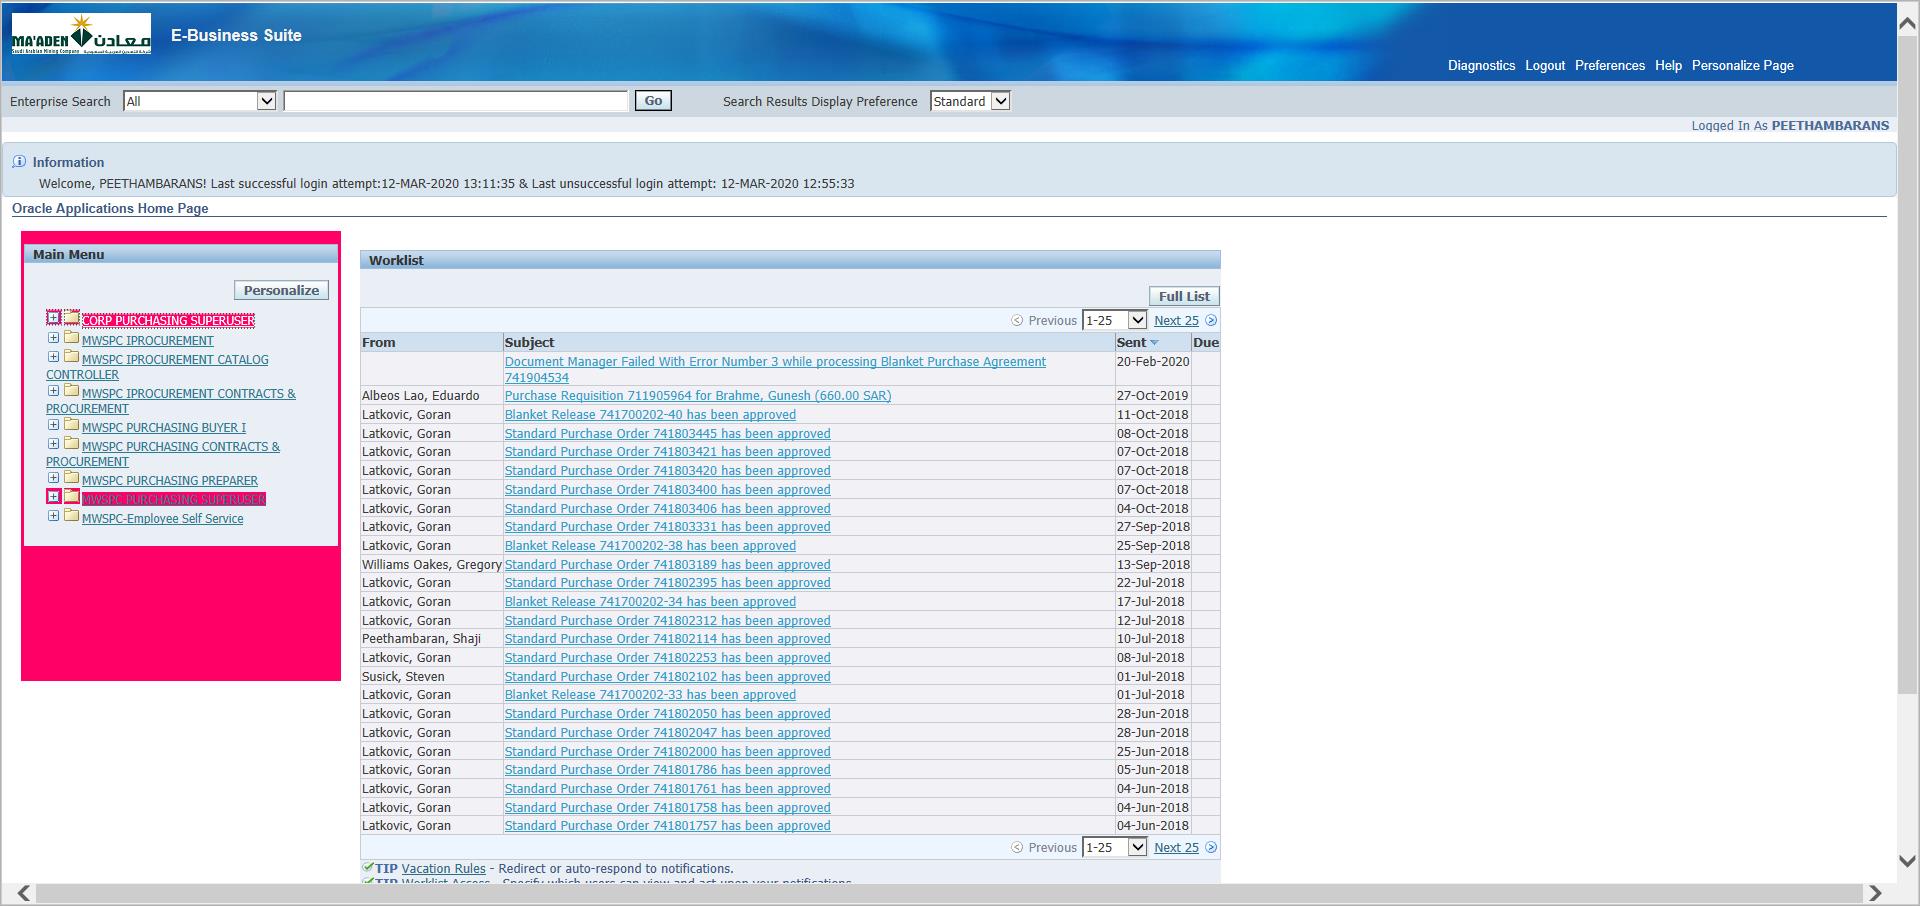 MA'ADEN معادن
Saudi Arabian Mining Company
E-Business Suite
Diagnostics Logout Preferences Help Personalize Page
Enterprise Search All Go Search Results Display Preference Standard
Logged In As PEETHAMBARANS
Information
Welcome, PEETHAMBARANS! Last successful login attempt:12-MAR-2020 13:11:35 & Last unsuccessful login attempt: 12-MAR-2020 12:55:33
Oracle Applications Home Page
Main Menu
Personalize
CORP PURCHASING SUPERUSER
MWSPC IPROCUREMENT
MWSPC IPROCUREMENT CATALOG
CONTROLLER
MWSPC IPROCUREMENT CONTRACTS &
PROCUREMENT
MWSPC PURCHASING BUYER I
MWSPC PURCHASING CONTRACTS &
PROCUREMENT
MWSPC PURCHASING PREPARER
MWSPC PURCHASING SUPERUSER
MWSPC-Employee Self Service
Worklist
Full List
Previous 1-25 Next 25
From Subject Sent Due
Document Manager Failed With Error Number 3 while processing Blanket Purchase Agreement 20-Feb-2020
741904534
Albeos Lao, Eduardo Purchase Requisition 711905964 for Brahme, Gunesh (660.00 SAR) 27-Oct-2019
Latkovic, Goran Blanket Release 741700202-40 has been approved 11-Oct-2018
Latkovic, Goran Standard Purchase Order 741803445 has been approved 08-Oct-2018
Latkovic, Goran Standard Purchase Order 741803421 has been approved 07-Oct-2018
Latkovic, Goran Standard Purchase Order 741803420 has been approved 07-Oct-2018
Latkovic, Goran Standard Purchase Order 741803400 has been approved 07-Oct-2018
Latkovic, Goran Standard Purchase Order 741803406 has been approved 04-Oct-2018
Latkovic, Goran Standard Purchase Order 741803331 has been approved 27-Sep-2018
Latkovic, Goran Blanket Release 741700202-38 has been approved 25-Sep-2018
Williams Oakes, Gregory Standard Purchase Order 741803189 has been approved 13-Sep-2018
Latkovic, Goran Standard Purchase Order 741802395 has been approved 22-Jul-2018
Latkovic, Goran Blanket Release 741700202-34 has been approved 17-Jul-2018
Latkovic, Goran Standard Purchase Order 741802312 has been approved 12-Jul-2018
Peethambaran, Shaji Standard Purchase Order 741802114 has been approved 10-Jul-2018
Latkovic, Goran Standard Purchase Order 741802253 has been approved 08-Jul-2018
Susick, Steven Standard Purchase Order 741802102 has been approved 01-Jul-2018
Latkovic, Goran Blanket Release 741700202-33 has been approved 01-Jul-2018
Latkovic, Goran Standard Purchase Order 741802050 has been approved 28-Jun-2018
Latkovic, Goran Standard Purchase Order 741802047 has been approved 28-Jun-2018
Latkovic, Goran Standard Purchase Order 741802000 has been approved 25-Jun-2018
Latkovic, Goran Standard Purchase Order 741801786 has been approved 05-Jun-2018
Latkovic, Goran Standard Purchase Order 741801761 has been approved 04-Jun-2018
Latkovic, Goran Standard Purchase Order 741801758 has been approved 04-Jun-2018
Latkovic, Goran Standard Purchase Order 741801757 has been approved 04-Jun-2018
Previous 1-25 Next 25
TIP Vacation Rules - Redirect or auto-respond to notifications.
TIP Worklist Access - Specify which users can view and act upon your notifications.